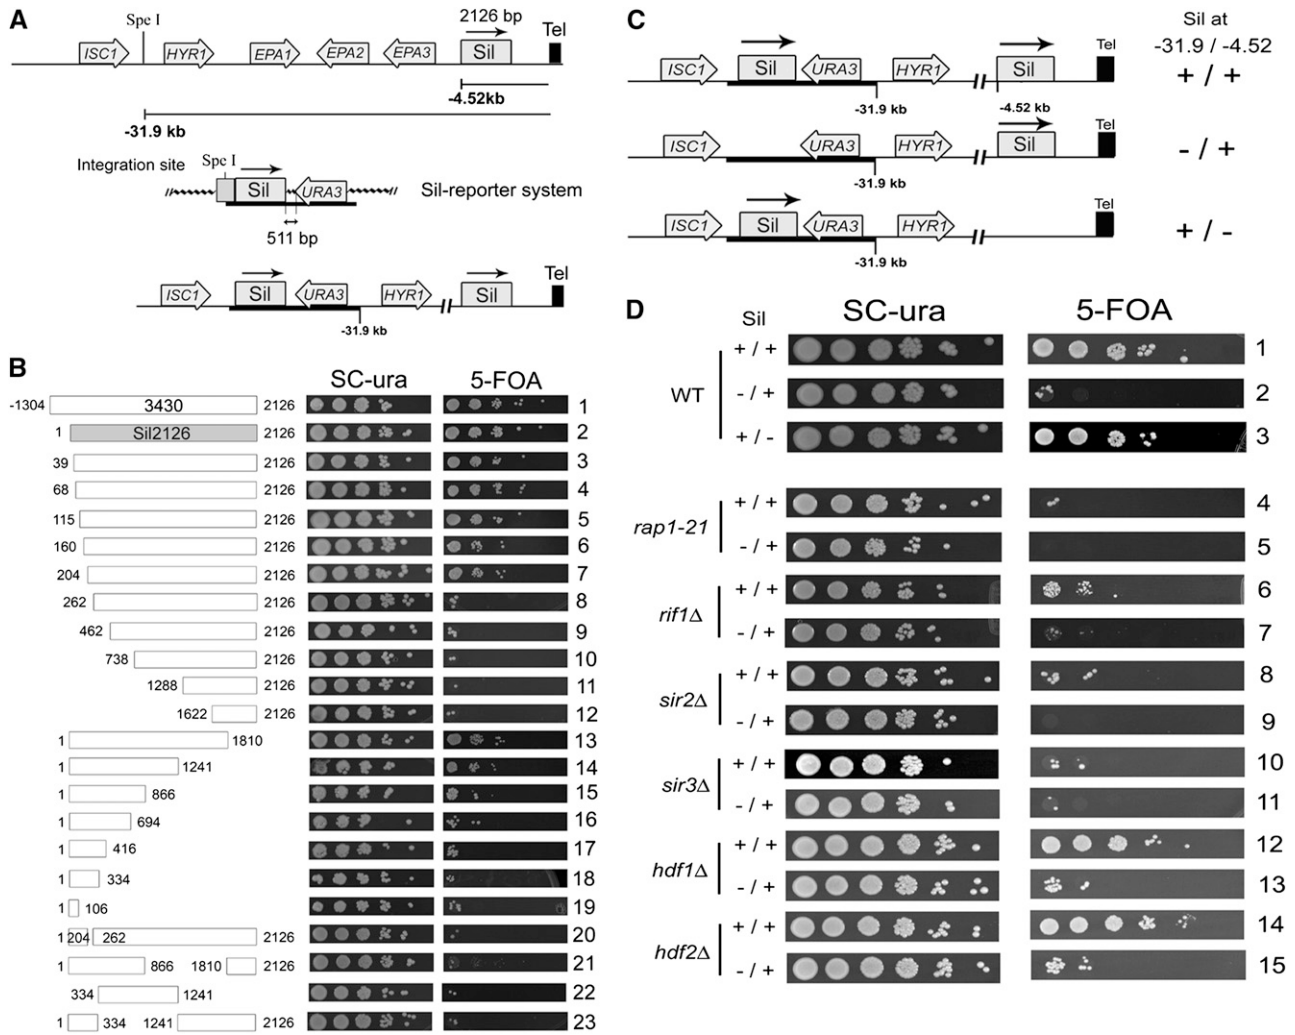 A
Spe I
2126 bp
Tel
ISC1 HYR1 EPA1 EPA2 EPA3 Sil
-4.52kb
-31.9 kb
Integration site
Spe I
Sil URA3
Sil-reporter system
511 bp
Tel
ISC1 Sil URA3 HYR1 Sil
-31.9 kb
B
SC-ura 5-FOA
-1304 3430 2126 1
1 Sil2126 2126 2
39 2126 3
68 2126 4
115 2126 5
160 2126 6
204 2126 7
262 2126 8
462 2126 9
738 2126 10
1288 2126 11
1622 2126 12
1 1810 13
1 1241 14
1 866 15
1 694 16
1 416 17
1 334 18
1 106 19
1 204 262 2126 20
1 866 1810 2126 21
334 1241 22
1 334 1241 2126 23
C
Sil at
-31.9 / -4.52
Tel
ISC1 Sil URA3 HYR1 Sil
+ / +
-31.9 kb -4.52 kb
Tel
ISC1 URA3 HYR1 Sil
- / +
-31.9 kb
Tel
ISC1 Sil URA3 HYR1
+ / -
-31.9 kb
D
Sil SC-ura 5-FOA
+ / + 1
WT - / + 2
+ / - 3
rap1-21 + / + 4
- / + 5
rif1Δ + / + 6
- / + 7
sir2Δ + / + 8
- / + 9
sir3Δ + / + 10
- / + 11
hdf1Δ + / + 12
- / + 13
hdf2Δ + / + 14
- / + 15